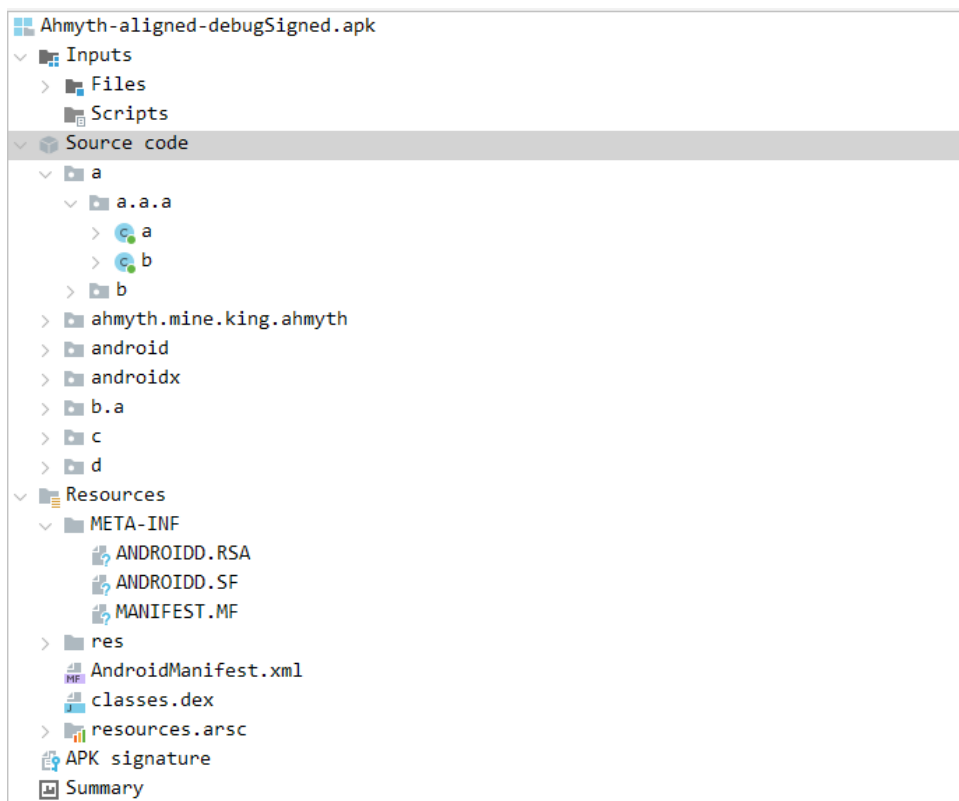 Ahmyth-aligned-debugSigned.apk
Inputs
Files
Scripts
Source code
a
a.a.a
a
b
b
ahmyth.mine.king.ahmyth
android
androidx
b.a
c
d
Resources
META-INF
ANDROIDD.RSA
ANDROIDD.SF
MANIFEST.MF
res
AndroidManifest.xml
classes.dex
resources.arsc
APK signature
Summary